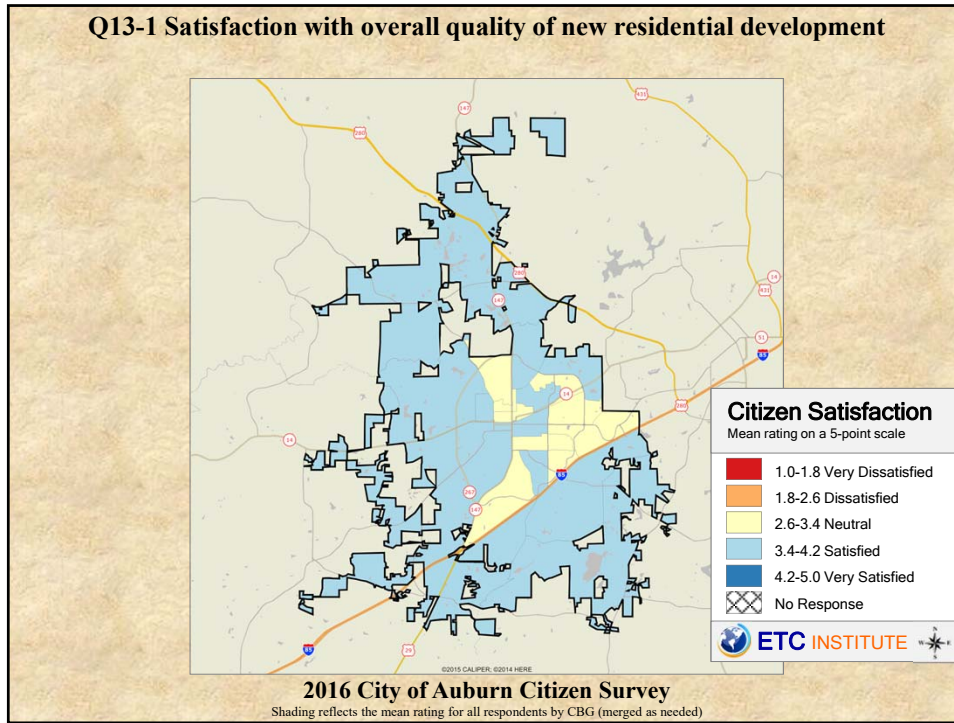 Q13-1 Satisfaction with overall quality of new residential development
147
431
280
280
147
14
431
51
85
14
280
14
85
267
147
85
29
©2015 CALIPER; ©2014 HERE
Citizen Satisfaction
Mean rating on a 5-point scale
1.0-1.8 Very Dissatisfied
1.8-2.6 Dissatisfied
2.6-3.4 Neutral
3.4-4.2 Satisfied
4.2-5.0 Very Satisfied
No Response
ETC INSTITUTE
N
W E
S
2016 City of Auburn Citizen Survey
Shading reflects the mean rating for all respondents by CBG (merged as needed)